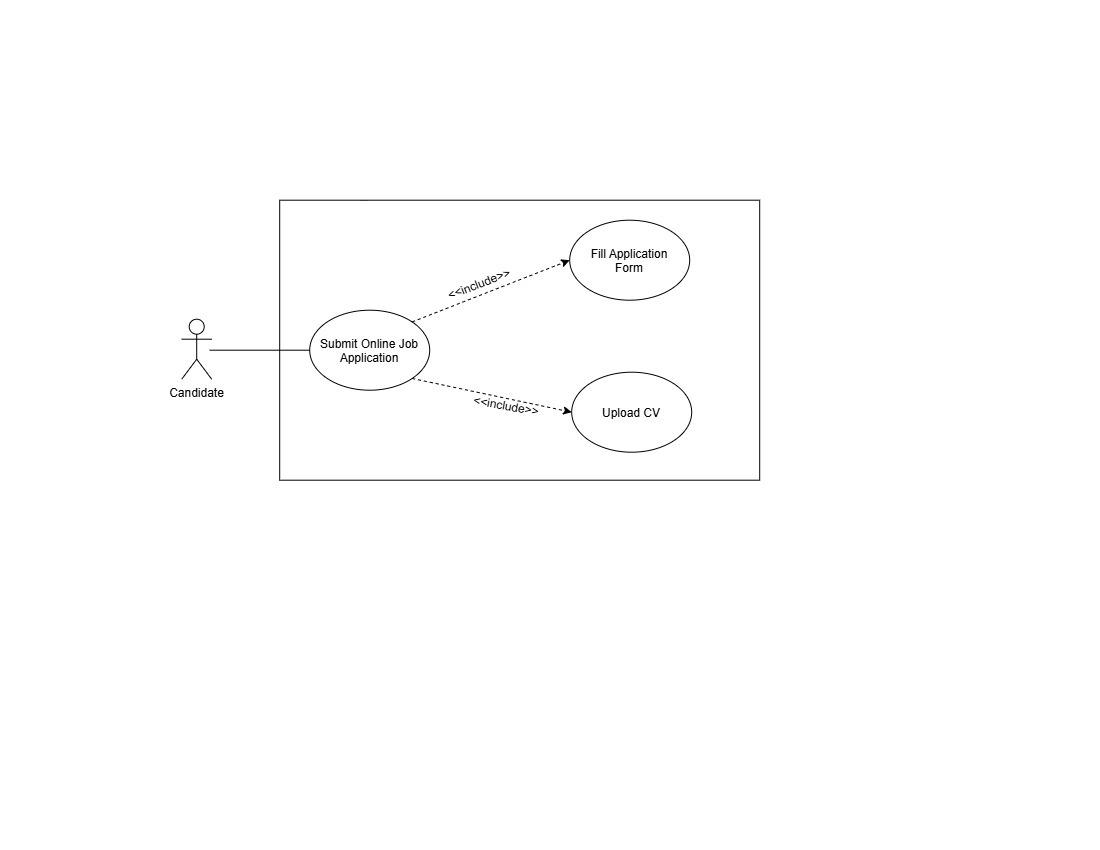 Fill Application
Form
<<include>>
Submit Online Job
Application
Candidate
<<include>>
Upload CV